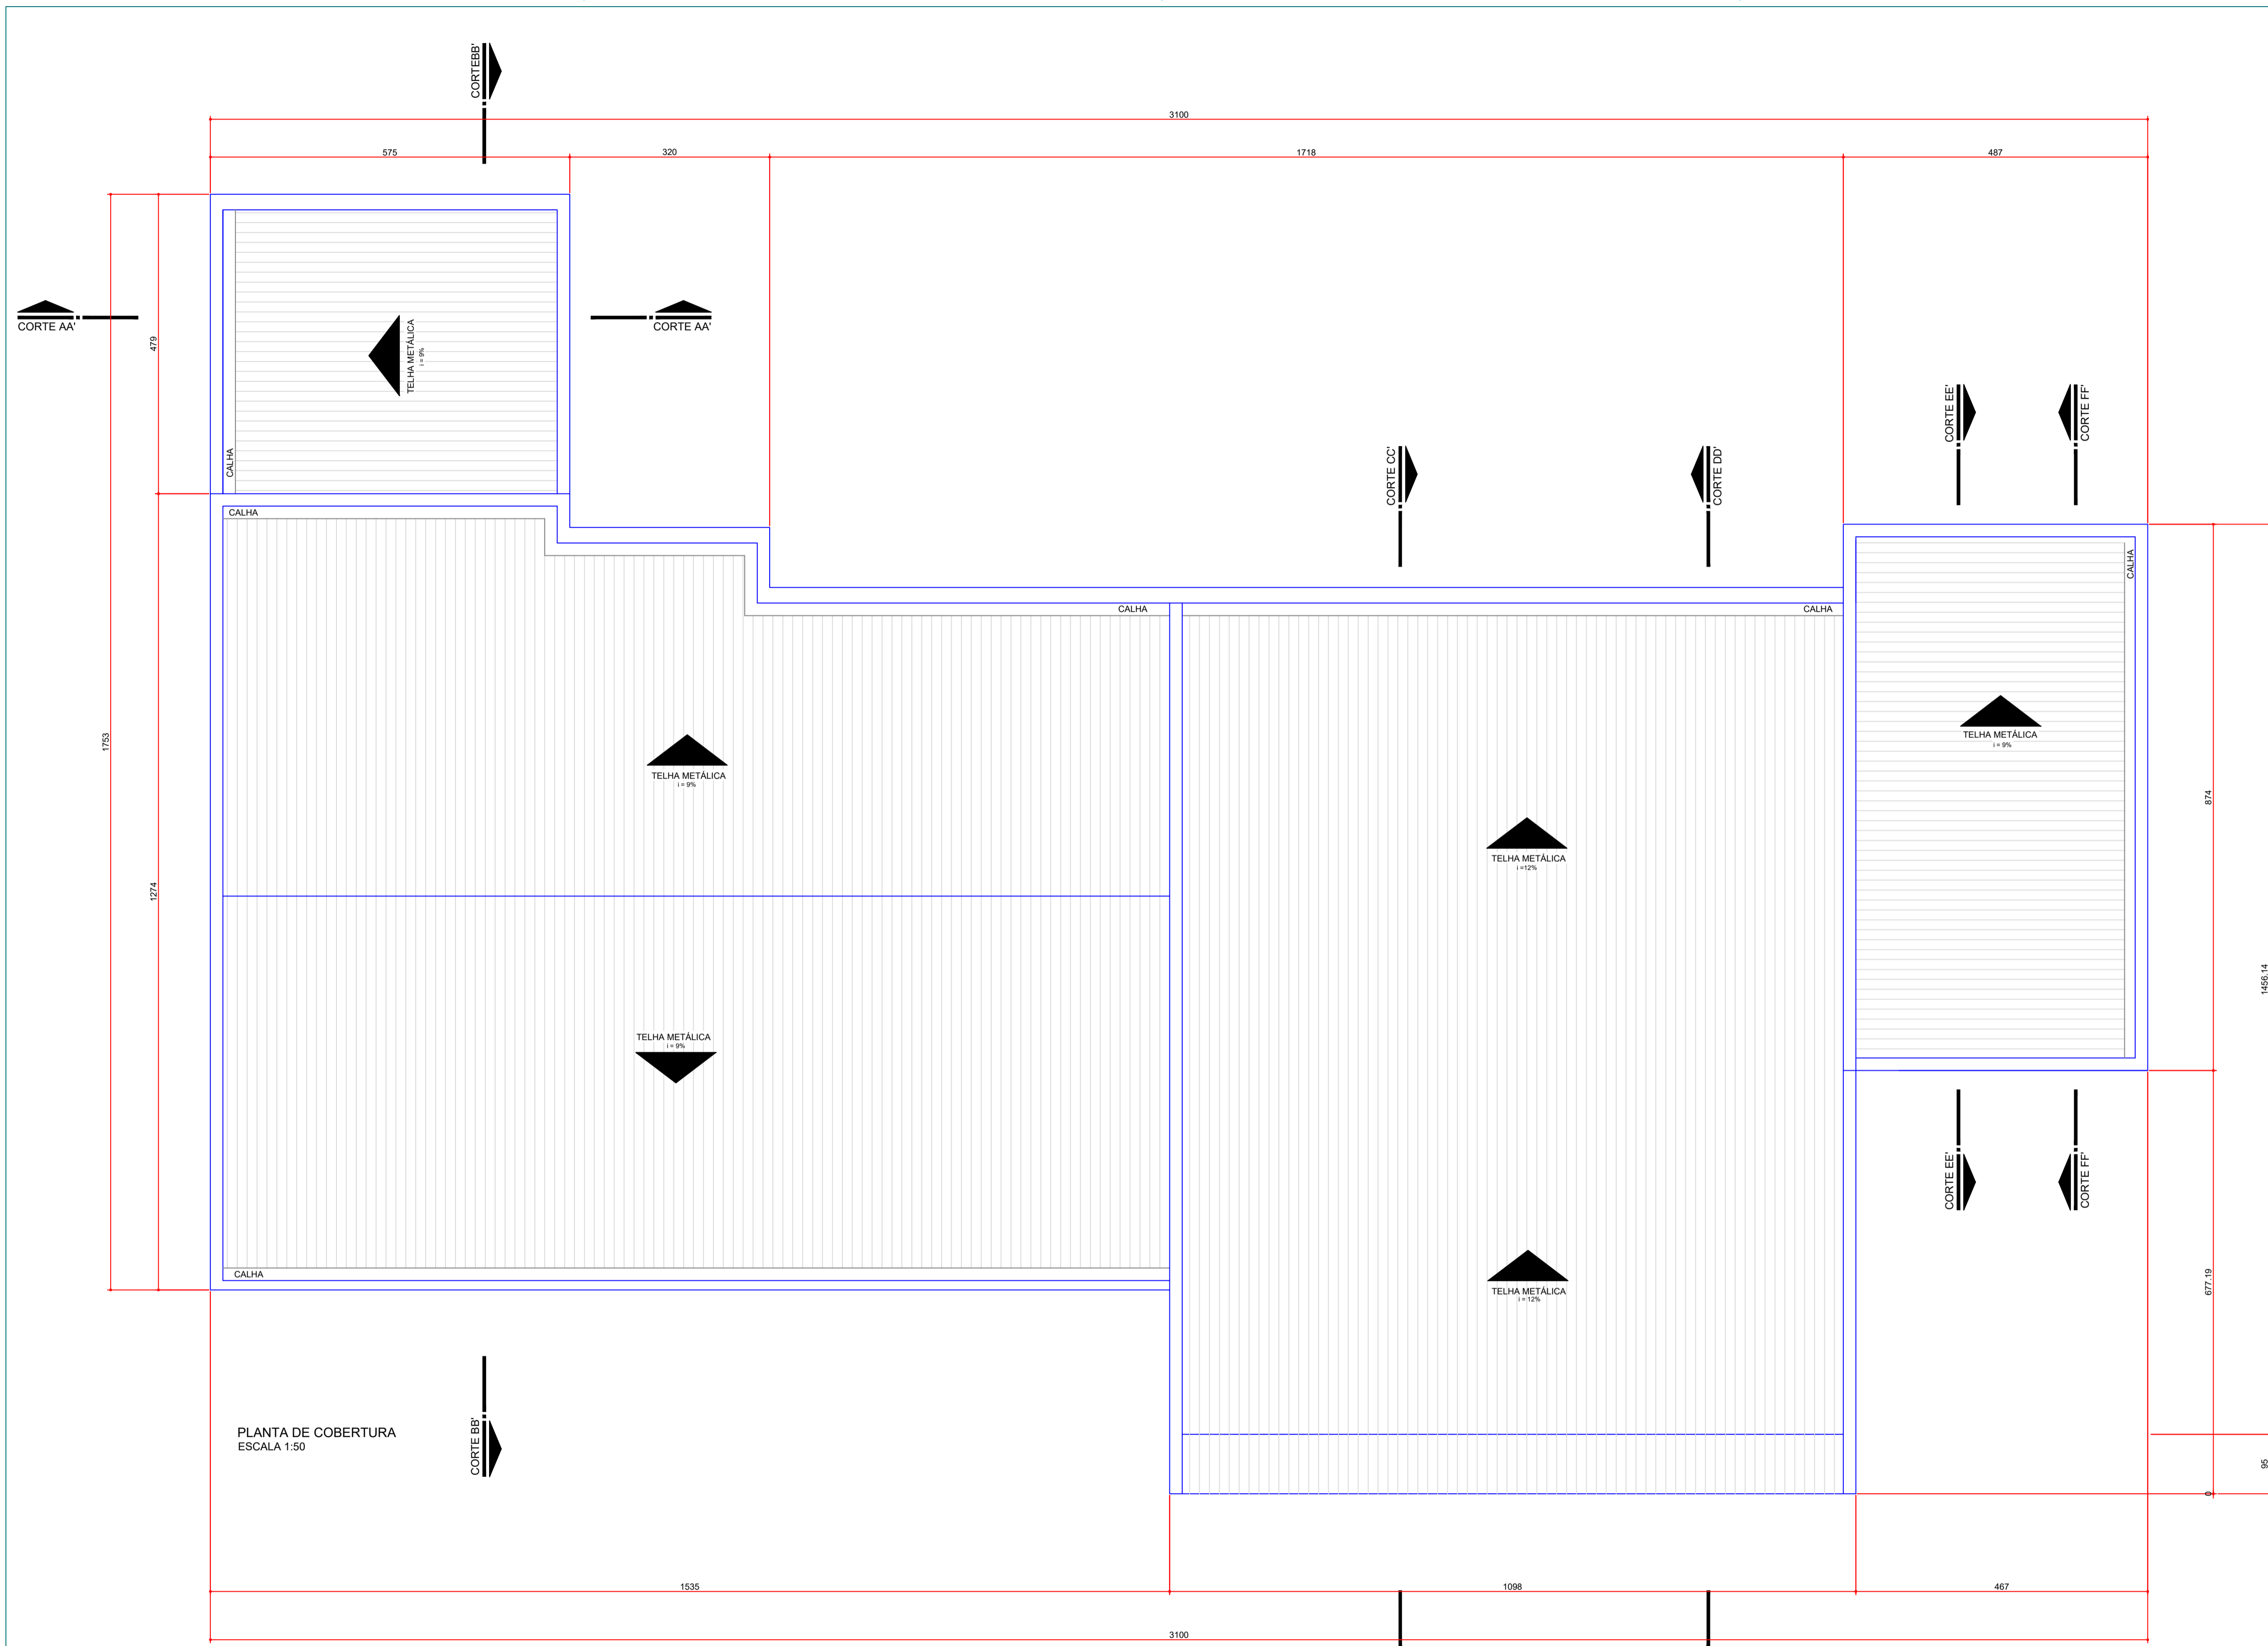 CORTEBB'
3100
575
320
1718
487
CORTE AA'
CORTE AA'
479
TELHA METÁLICA
i = 9%
CALHA
CORTE EE'
CORTE FF'
CORTE CC'
CORTE DD'
CALHA
CALHA
CALHA
CALHA
1753
1274
TELHA METÁLICA
i = 9%
TELHA METÁLICA
i = 9%
TELHA METÁLICA
i =12%
874
1456.14
TELHA METÁLICA
i = 9%
CORTE EE'
CORTE FF'
CALHA
TELHA METÁLICA
i = 12%
677.19
PLANTA DE COBERTURA
ESCALA 1:50
CORTE BB'
95
0
1535
1098
467
3100